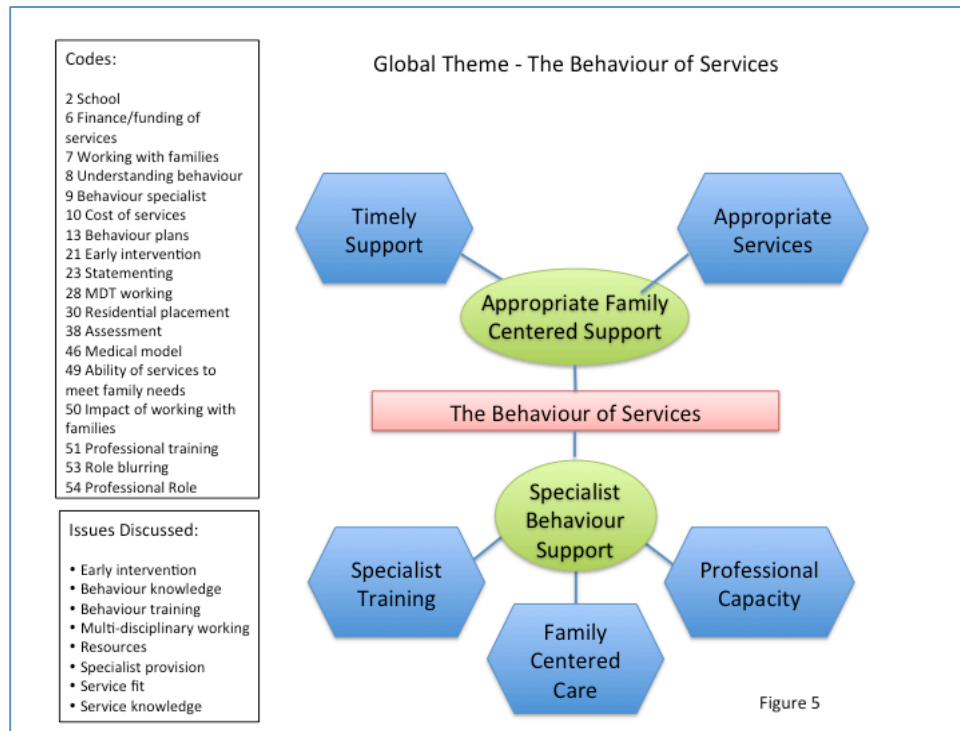 Codes:
2 School
6 Finance/funding of
services
7 Working with families
8 Understanding behaviour
9 Behaviour specialist
10 Cost of services
13 Behaviour plans
21 Early intervention
23 Statementing
28 MDT working
30 Residential placement
38 Assessment
46 Medical model
49 Ability of services to
meet family needs
50 Impact of working with
families
51 Professional training
53 Role blurring
54 Professional Role
Issues Discussed:
• Early intervention
• Behaviour knowledge
• Behaviour training
• Multi-disciplinary working
• Resources
• Specialist provision
• Service fit
• Service knowledge
Global Theme - The Behaviour of Services
Timely
Support
Appropriate
Services
Appropriate Family
Centered Support
The Behaviour of Services
Specialist
Behaviour
Support
Specialist
Training
Family
Centered
Care
Professional
Capacity
Figure 5